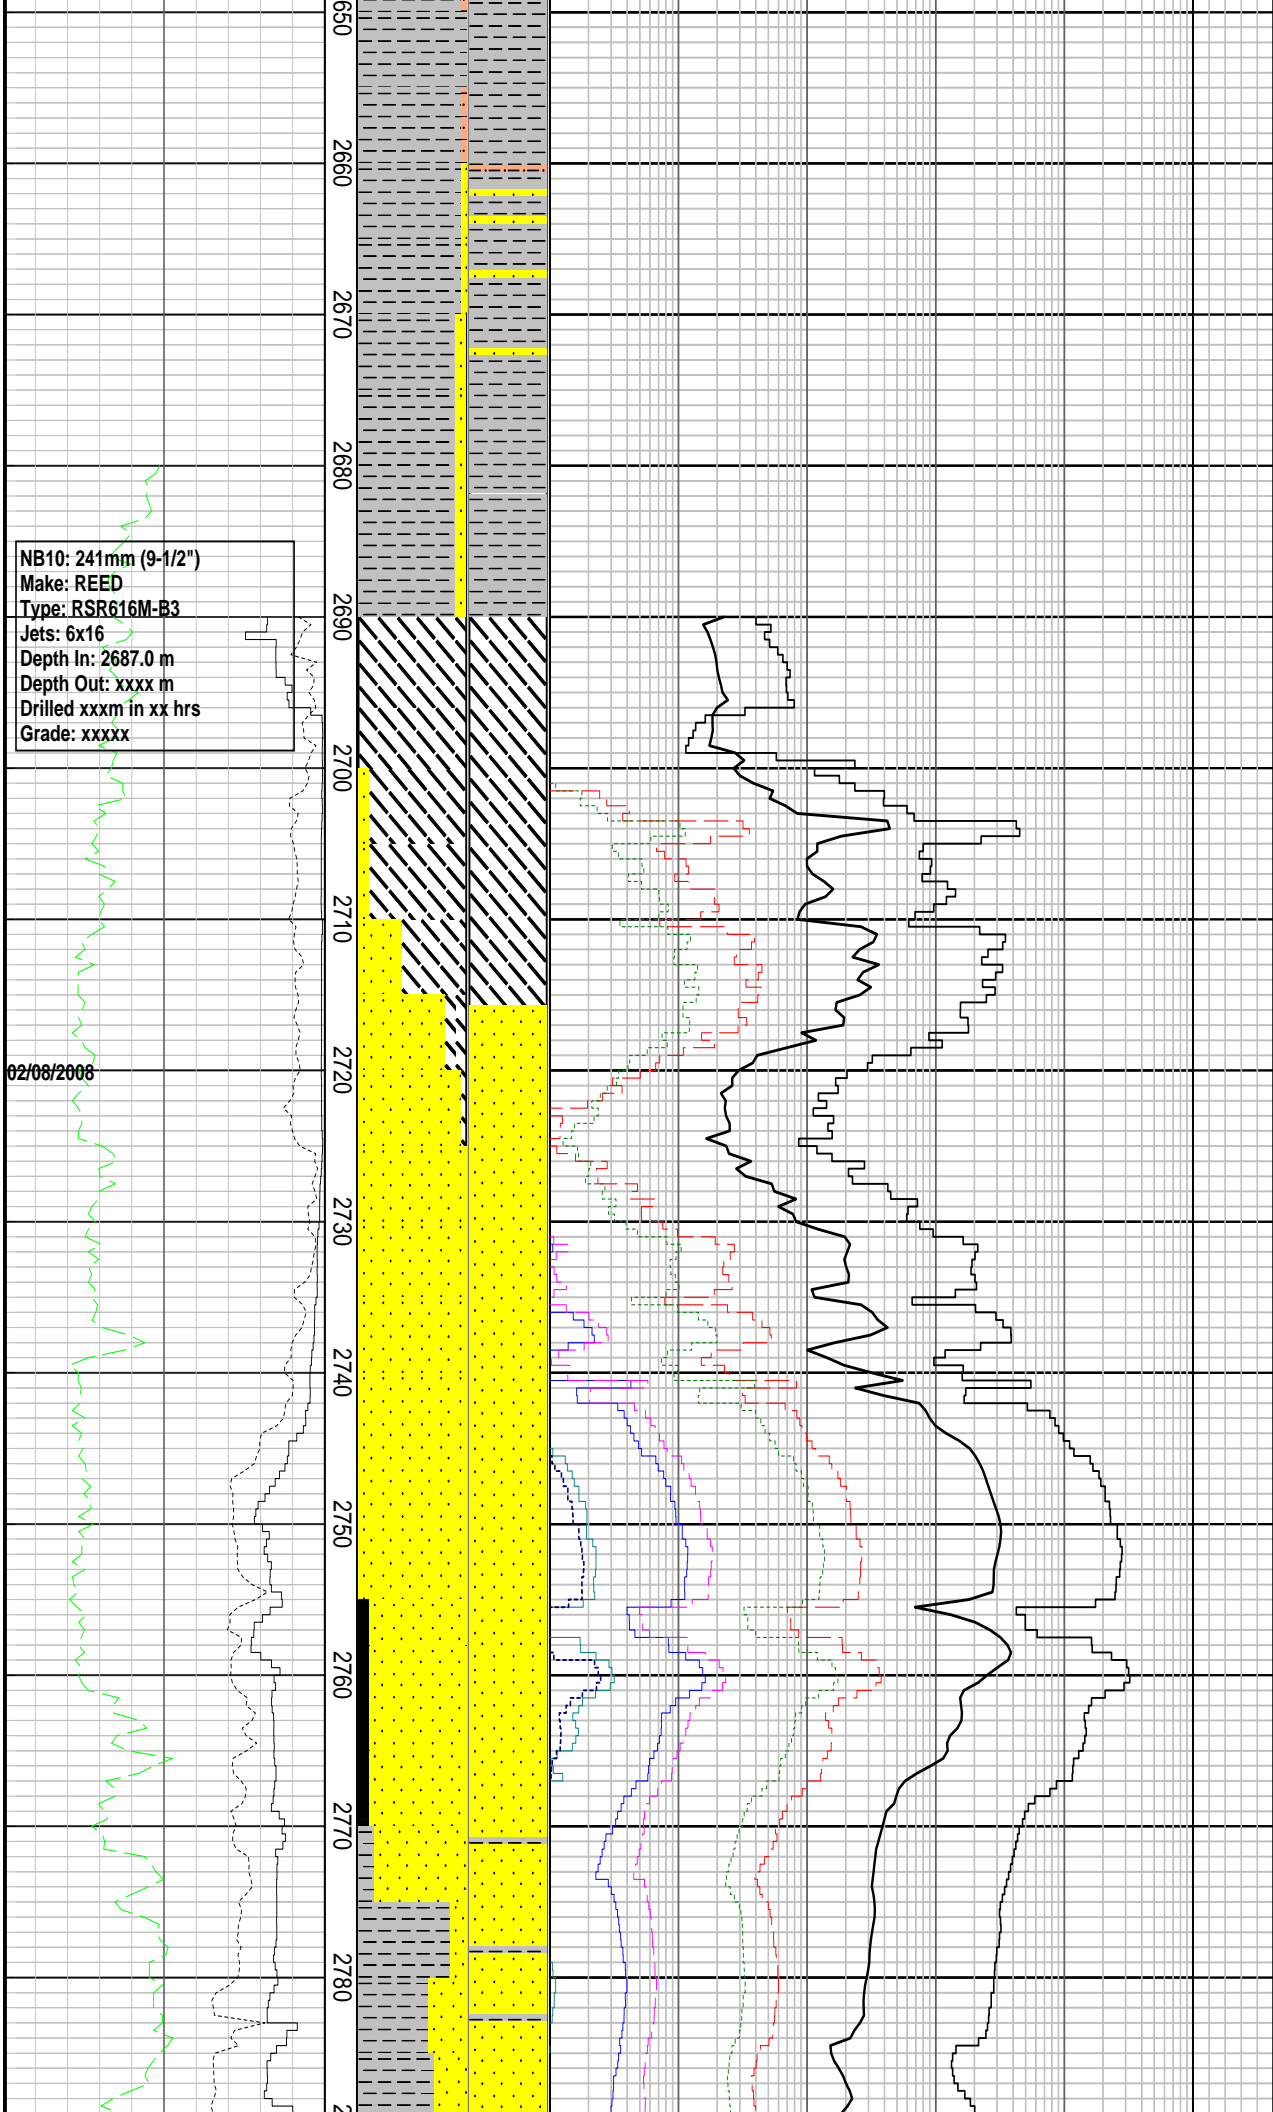 650
2660
2670
2680
NB10: 241mm (9-1/2")
Make: REED
Type: RSR616M-B3
Jets: 6x16
Depth In: 2687.0 m
Depth Out: xxxx m
Drilled xxxm in xx hrs
Grade: xxxxx
2690
2700
2710
02/08/2008
2720
2730
2740
2750
2760
2770
2780
2